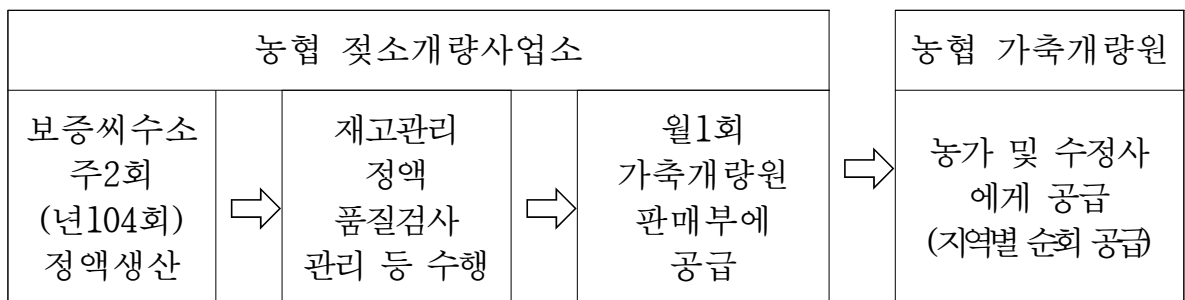 농협 젖소개량사업소
농협 가축개량원
보증씨수소
주2회
(년104회)
정액생산
재고관리
정액
품질검사
관리 등 수행
월1회
가축개량원
판매부에
공급
농가 및 수정사
에게 공급
(지역별 순회 공급)